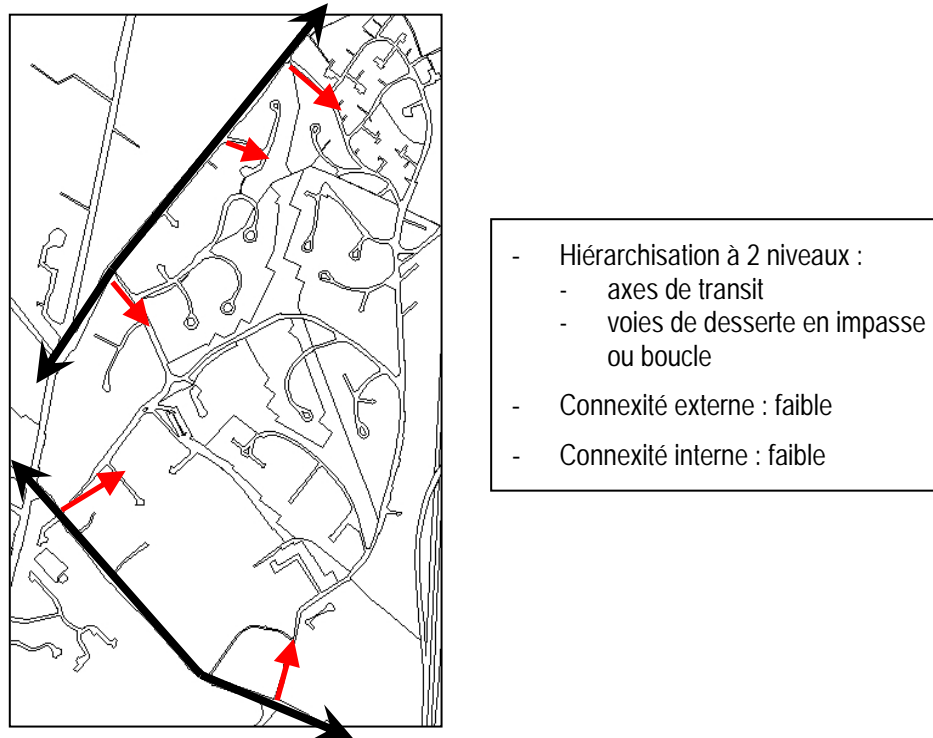 - Hiérarchisation à 2 niveaux :
- axes de transit
- voies de desserte en impasse
ou boucle
- Connexité externe : faible
- Connexité interne : faible